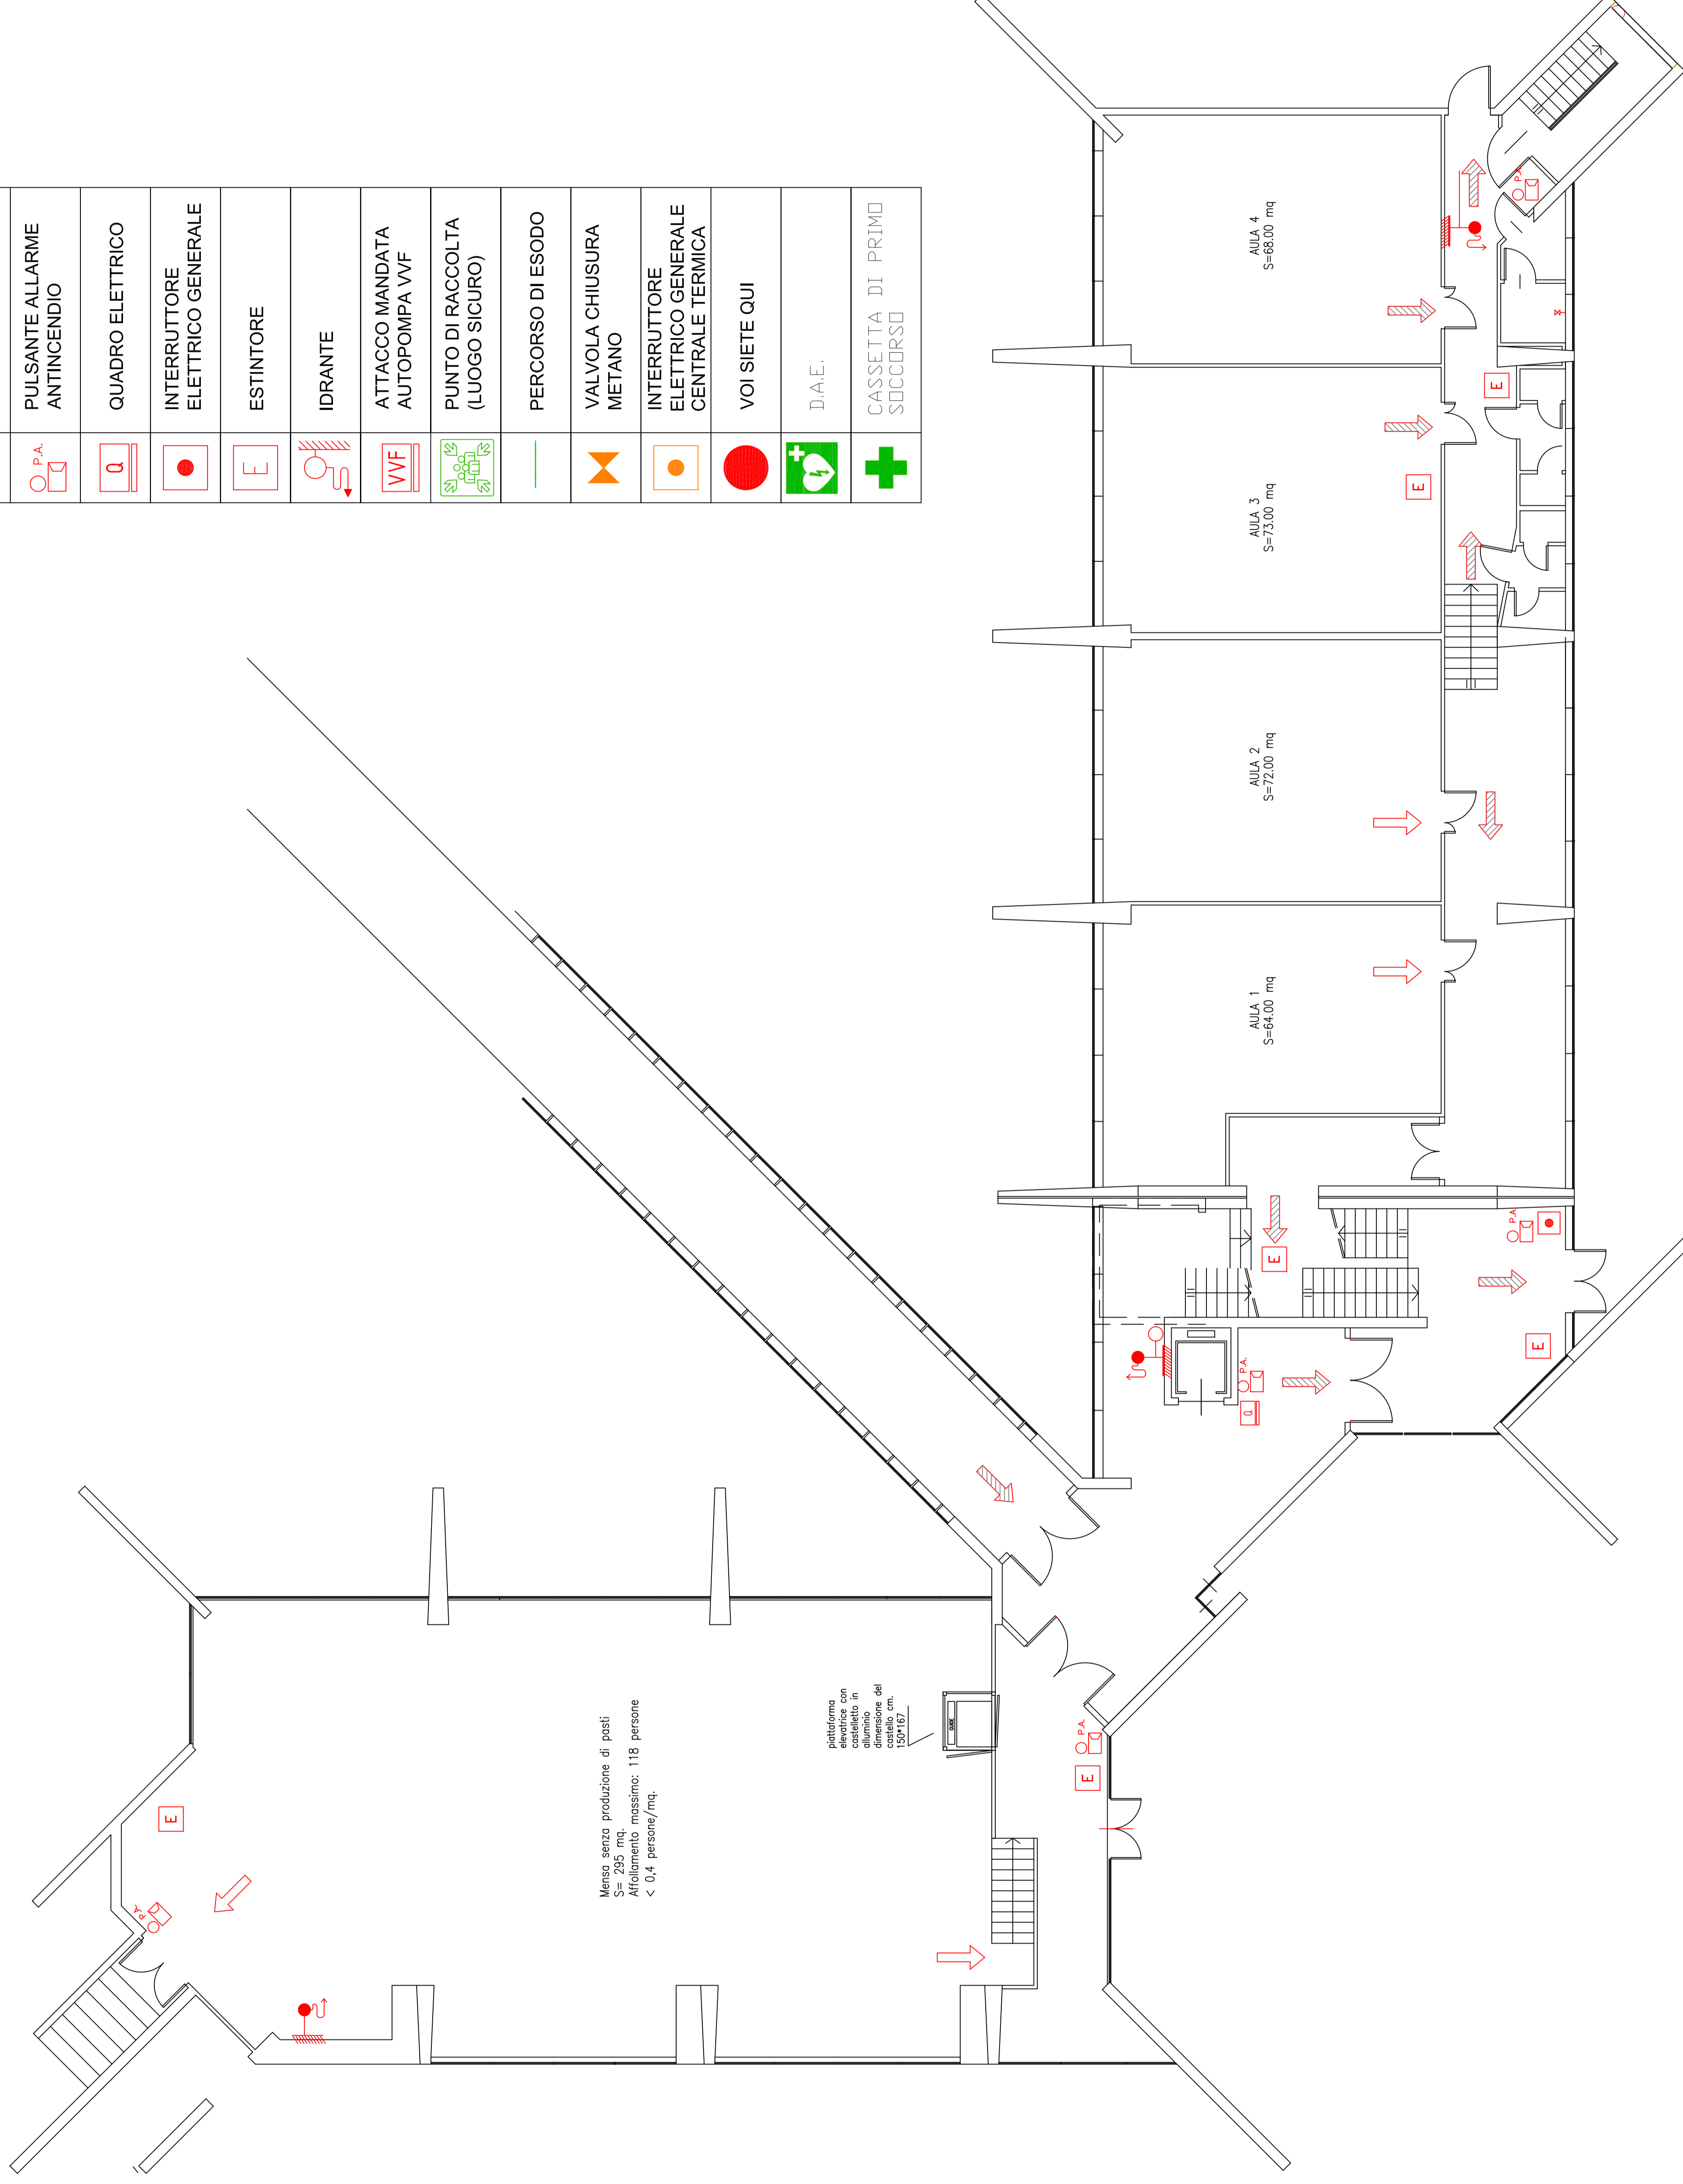 P.A.
PULSANTE ALLARME
ANTINCENDIO
Q
QUADRO ELETTRICO
INTERRUTTORE
ELETTRICO GENERALE
E
ESTINTORE
IDRANTE
VVF
ATTACCO MANDATA
AUTOPOMPA VVF
PUNTO DI RACCOLTA
(LUOGO SICURO)
PERCORSO DI ESODO
VALVOLA CHIUSURA
METANO
INTERRUTTORE
ELETTRICO GENERALE
CENTRALE TERMICA
VOI SIETE QUI
D.A.E.
CASSETTA DI PRIMO
SOCCORSO
P.A.
E
Mensa senza produzione di pasti
S= 295 mq.
Affollamento massimo: 118 persone
< 0,4 persone/mq.
piattaforma
elevatrice con
castelletto in
alluminio
dimensione del
castello cm.
150*167
E
P.A.
Q
P.A.
E
E
P.A.
AULA 1
S=64.00 mq
AULA 2
S=72.00 mq
AULA 3
S=73.00 mq
AULA 4
S=68.00 mq
E
E
P.A.